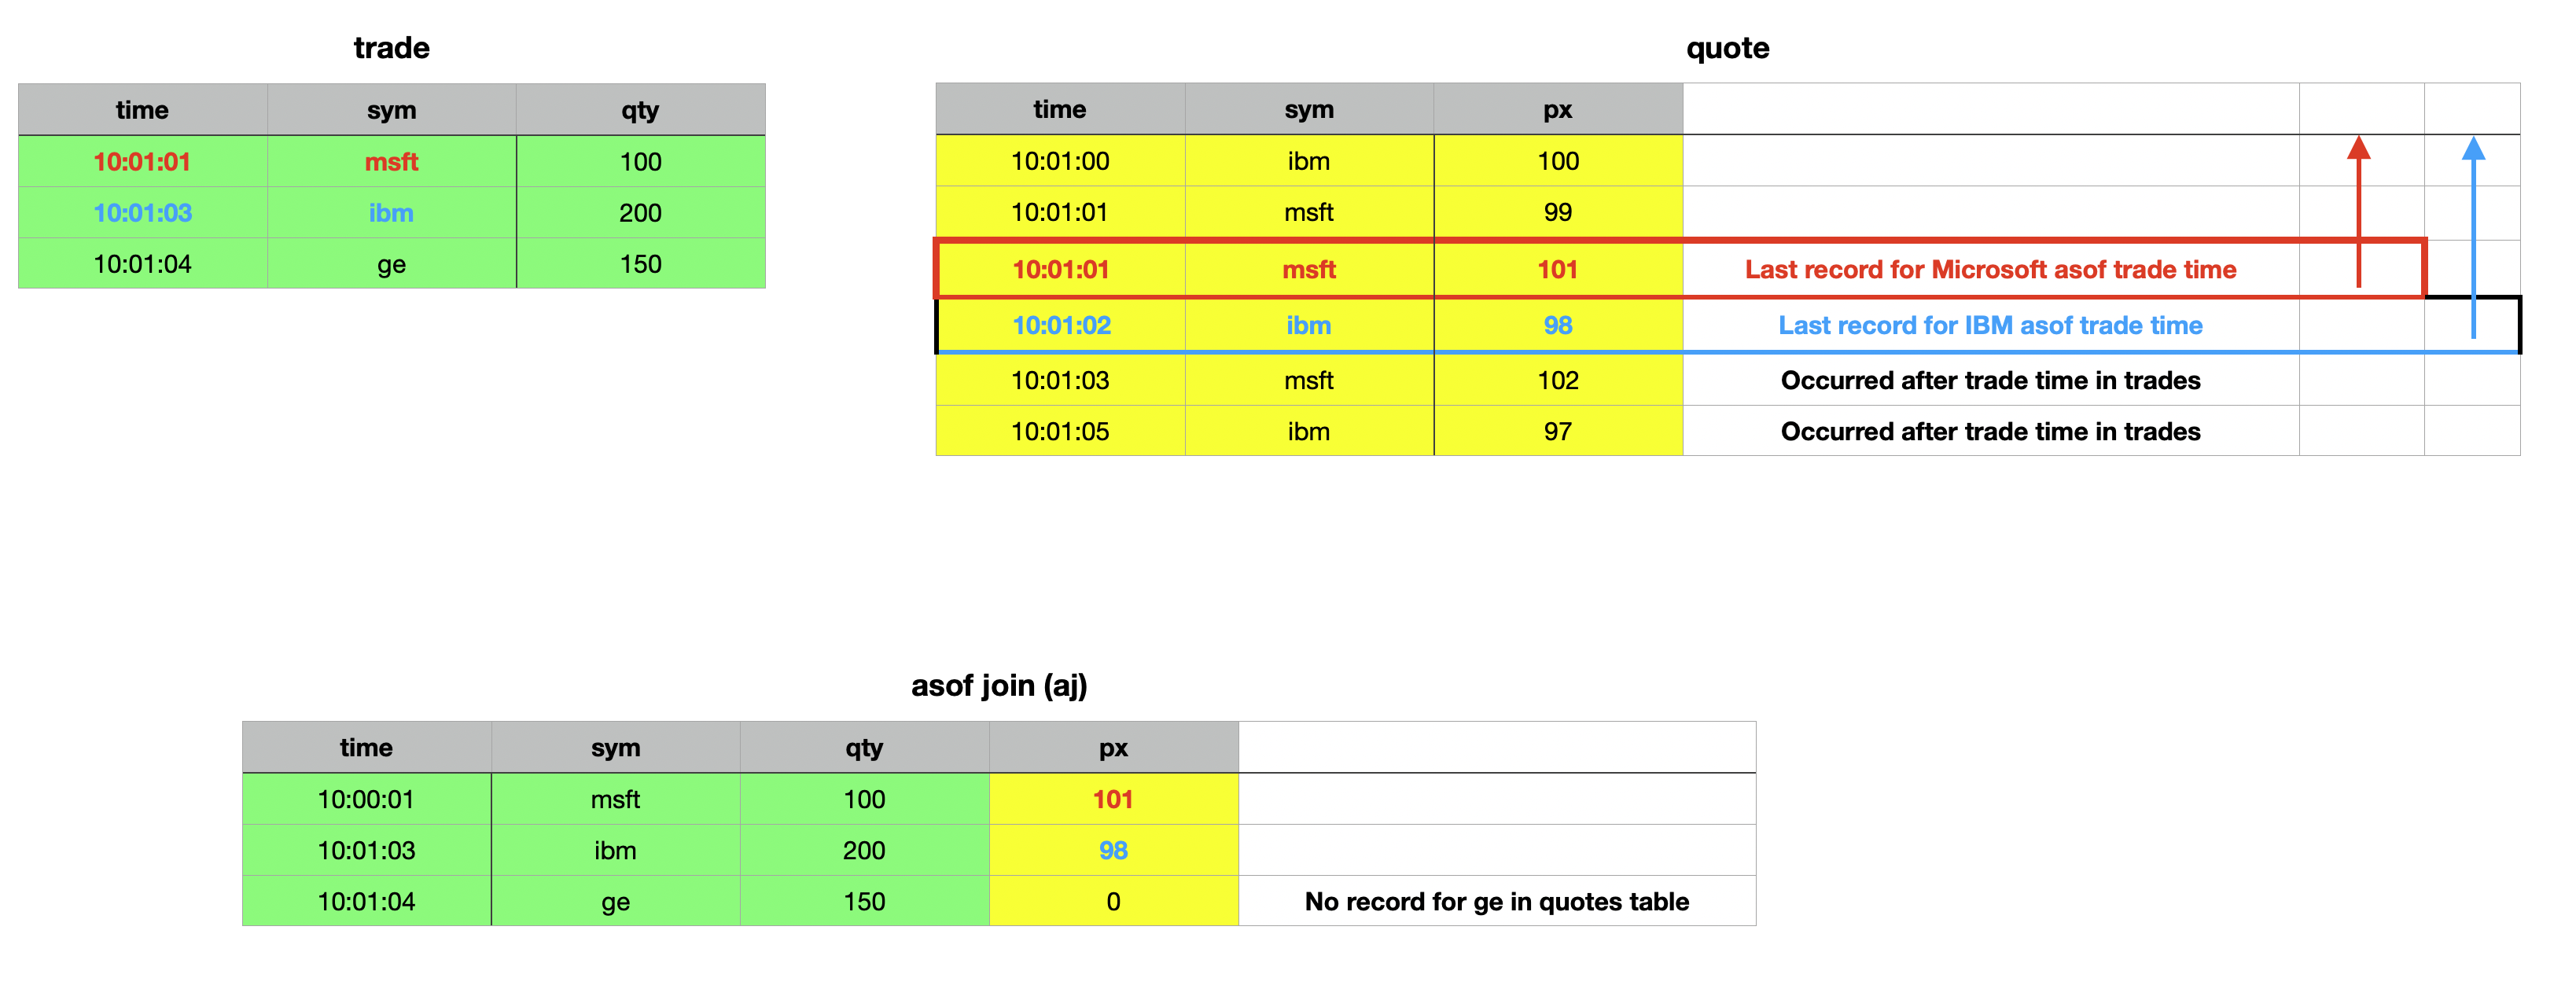 trade
time sym qty
10:01:01 msft 100
10:01:03 ibm 200
10:01:04 ge 150
quote
time sym px
10:01:00 ibm 100
10:01:01 msft 99
10:01:01 msft 101 Last record for Microsoft asof trade time
10:01:02 ibm 98 Last record for IBM asof trade time
10:01:03 msft 102 Occurred after trade time in trades
10:01:05 ibm 97 Occurred after trade time in trades
asof join (aj)
time sym qty px
10:00:01 msft 100 101
10:01:03 ibm 200 98
10:01:04 ge 150 0 No record for ge in quotes table